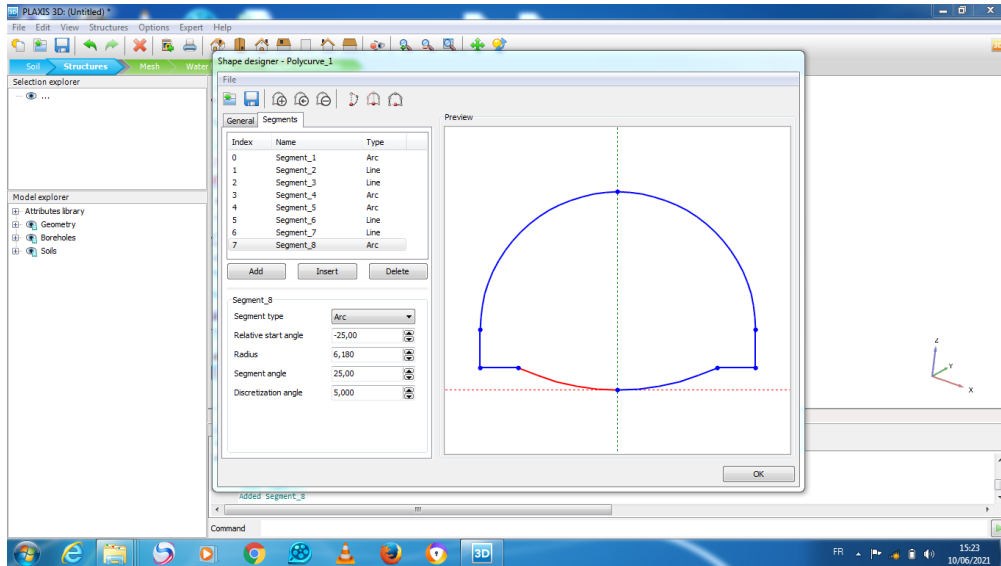 PLAXIS 3D: (Untitled) *
File Edit View Structures Options Expert Help
Soil Structures Mesh Water
Selection explorer
...
Model explorer
Attributes library
Geometry
Boreholes
Soils
Shape designer - Polycurve_1
File
General Segments
Index Name Type
0 Segment_1 Arc
1 Segment_2 Line
2 Segment_3 Line
3 Segment_4 Arc
4 Segment_5 Arc
5 Segment_6 Line
6 Segment_7 Line
7 Segment_8 Arc
Add Insert Delete
Segment_8
Segment type Arc
Relative start angle -25,00
Radius 6,180
Segment angle 25,00
Discretization angle 5,000
Preview
OK
z
y
x
Added Segment_8
Command
3D
FR
15:23
10/06/2021